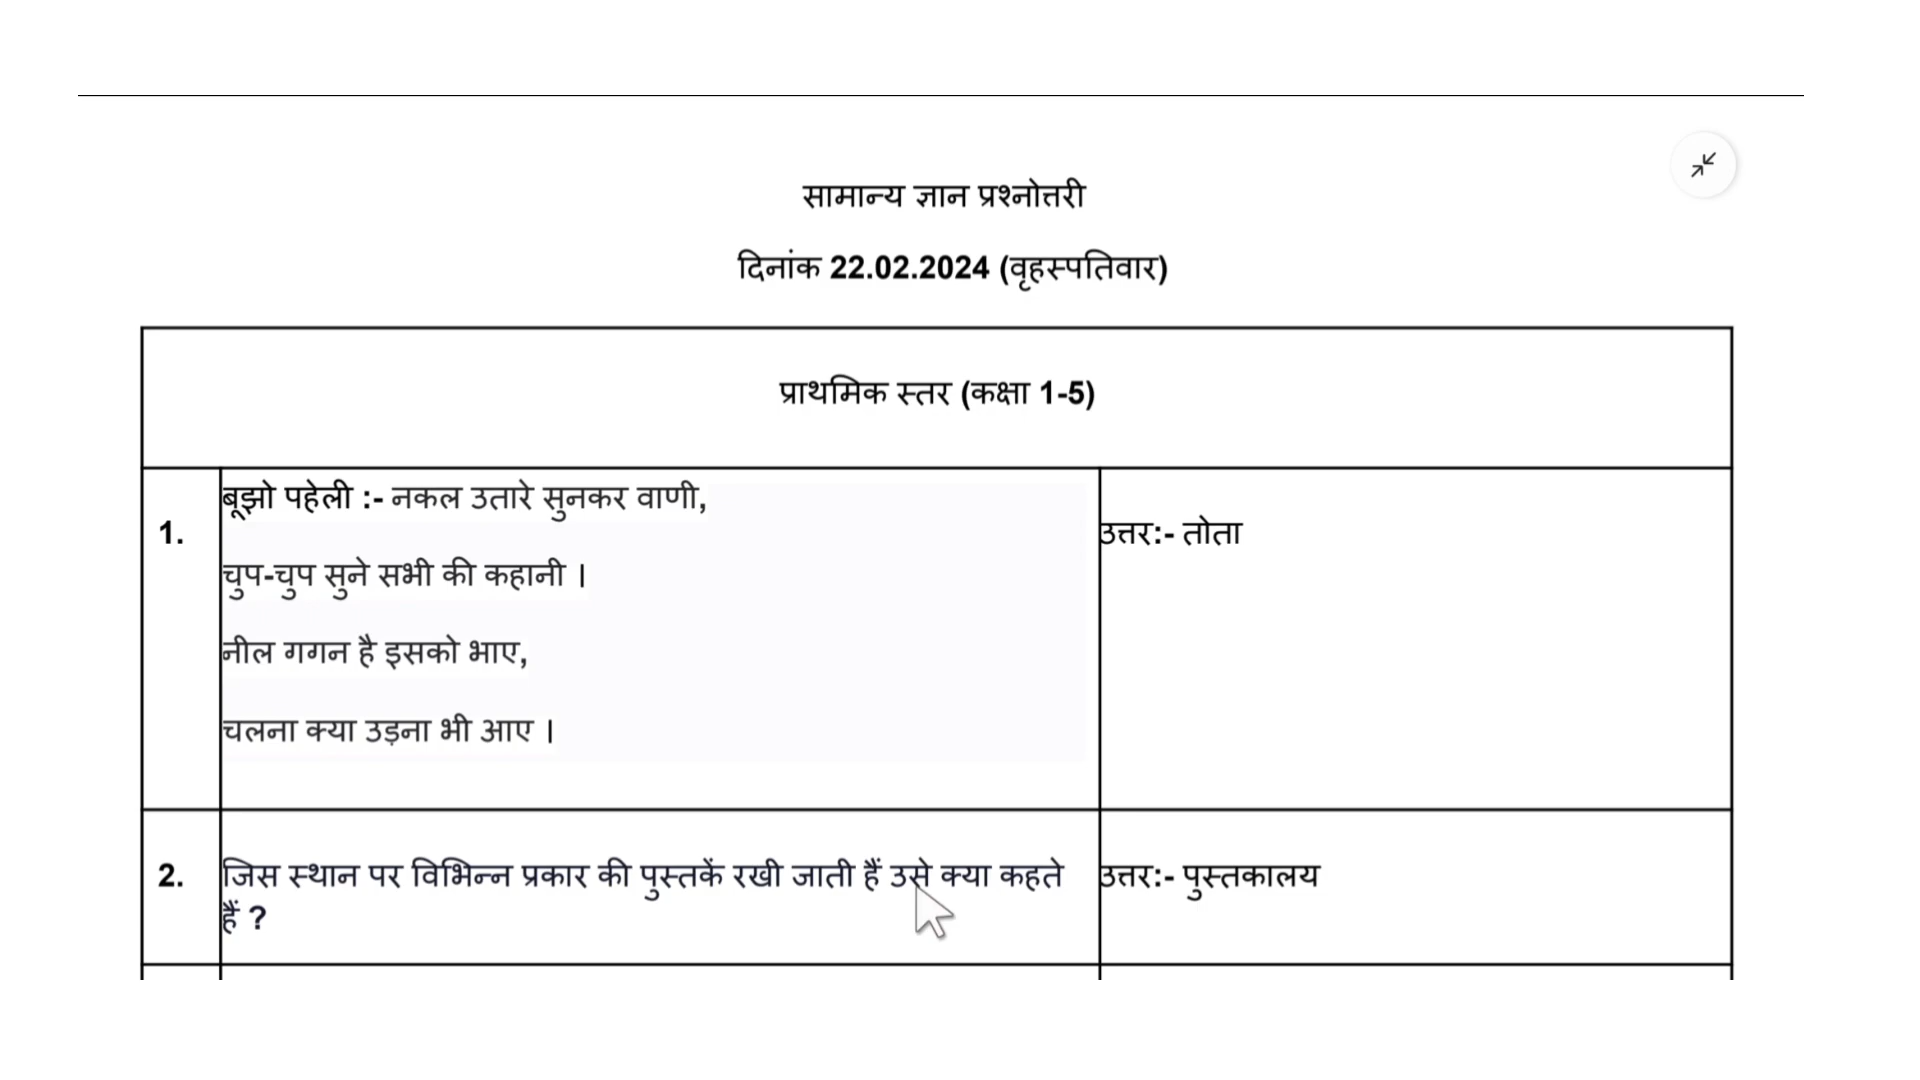 सामान्य ज्ञान प्रश्नोत्तरी
दिनांक 22.02.2024 (वृहस्पतिवार)
प्राथमिक स्तर (कक्षा 1-5)
1.
बूझो पहेली :- नकल उतारे सुनकर वाणी,
चुप-चुप सुने सभी की कहानी ।
नील गगन है इसको भाए,
चलना क्या उड़ना भी आए ।
उत्तर:- तोता
2.
जिस स्थान पर विभिन्न प्रकार की पुस्तकें रखी जाती हैं उसे क्या कहते
हैं ?
उत्तर:- पुस्तकालय